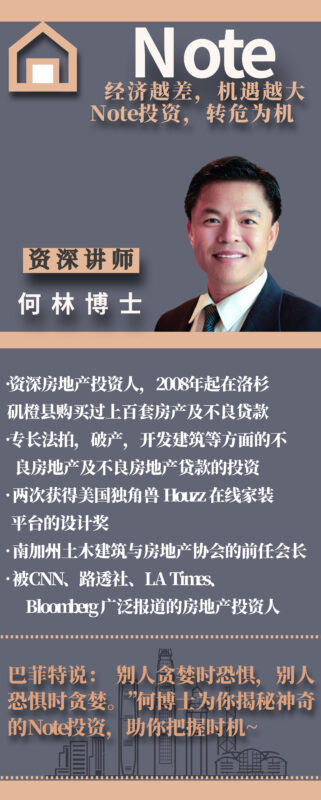 Note
经济越差，机遇越大
Note投资，转危为机
资深讲师
何林博士
·资深房地产投资人，2008年起在洛杉
矶橙县购买过上百套房产及不良贷款
·专长法拍，破产，开发建筑等方面的不
良房地产及不良房地产贷款的投资
·两次获得美国独角兽 Houzz 在线家装
平台的设计奖
·南加州土木建筑与房地产协会的前任会长
·被CNN、路透社、LA Times、
Bloomberg 广泛报道的房地产投资人
巴菲特说： 别人贪婪时恐惧，别人
恐惧时贪婪。”何博士为你揭秘神奇
的Note投资，助你把握时机~